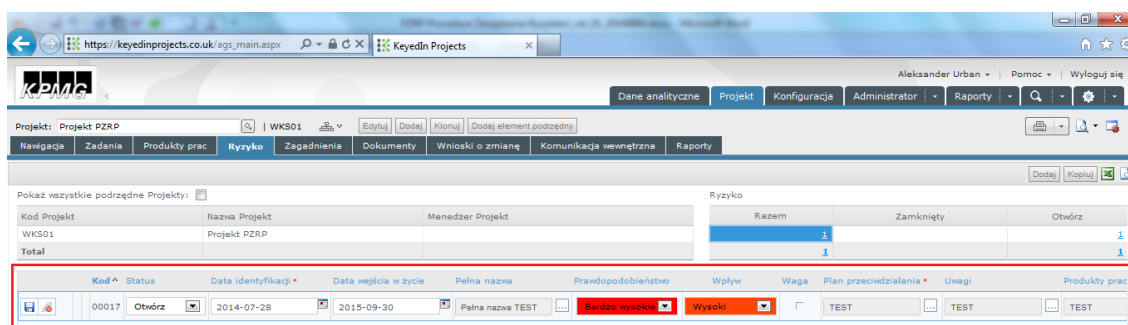 https://keyedinprojects.co.uk/ags_main.aspx KeyedIn Projects
KPMG Aleksander Urban | Pomoc | Wyloguj się
Dane analityczne Projekt Konfiguracja Administrator Raporty
Projekt: Projekt PZRP | WKS01 Edytuj Dodaj Klonuj Dodaj element podrzędny
Nawigacja Zadania Produkty prac Ryzyko Zagadnienia Dokumenty Wnioski o zmianę Komunikacja wewnętrzna Raporty
Dodaj Kopiuj
Pokaż wszystkie podrzędne Projekty: Ryzyko
Kod Projekt Nazwa Projekt Menedżer Projekt Razem Zamknięty Otwórz
WKS01 Projekt PZRP 1 1
Total 1 1
Kod Status Data identyfikacji * Data wejścia w życie Pełna nazwa Prawdopodobieństwo Wpływ Waga Plan przeciwdziałania * Uwagi Produkty prac
00017 Otwórz 2014-07-28 2015-09-30 Pełna nazwa TEST ... Bardzo wysokie Wysoki TEST ... TEST ... TEST